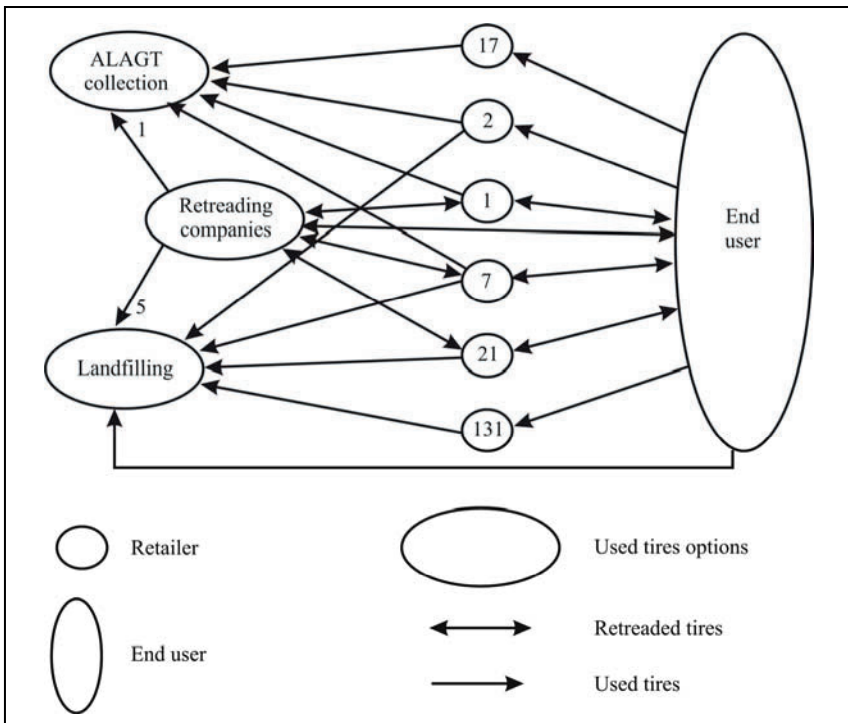 17
ALAGT
collection
2
1
1
Retreading
companies
End
user
7
5
21
Landfilling
131
Retailer
Used tires options
Retreaded tires
End user
Used tires